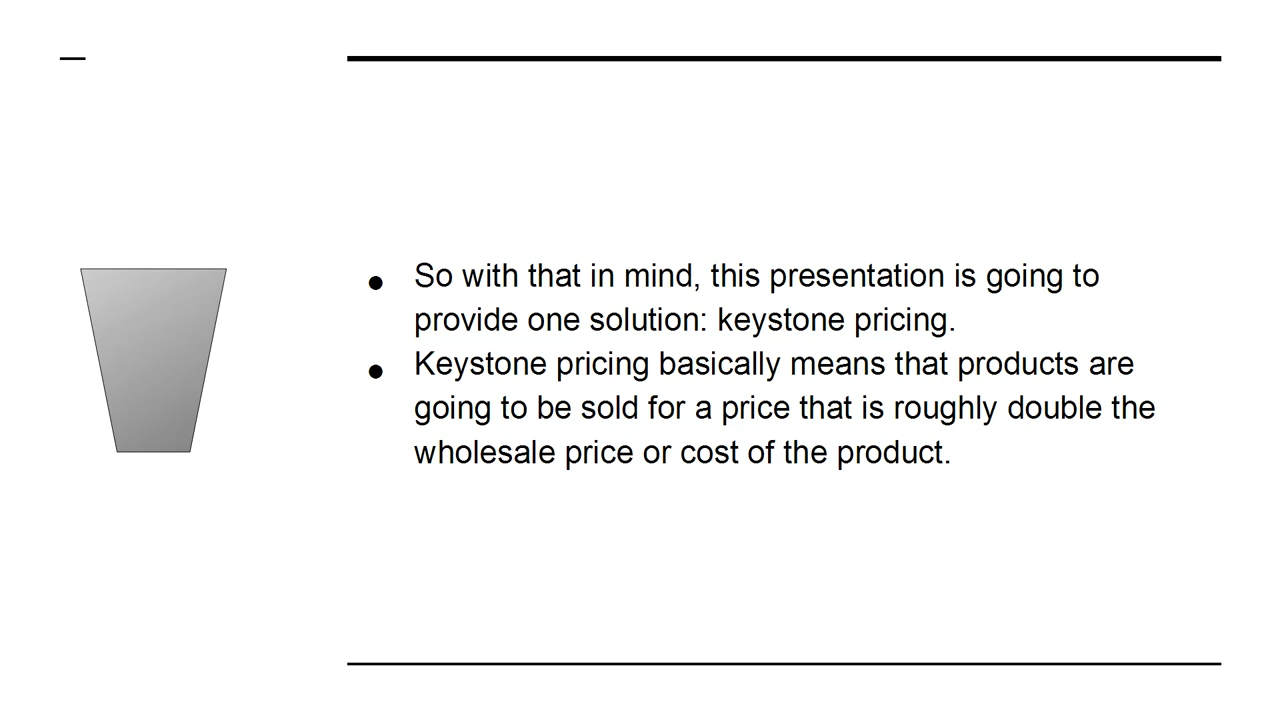 ● So with that in mind, this presentation is going to
provide one solution: keystone pricing.
● Keystone pricing basically means that products are
going to be sold for a price that is roughly double the
wholesale price or cost of the product.